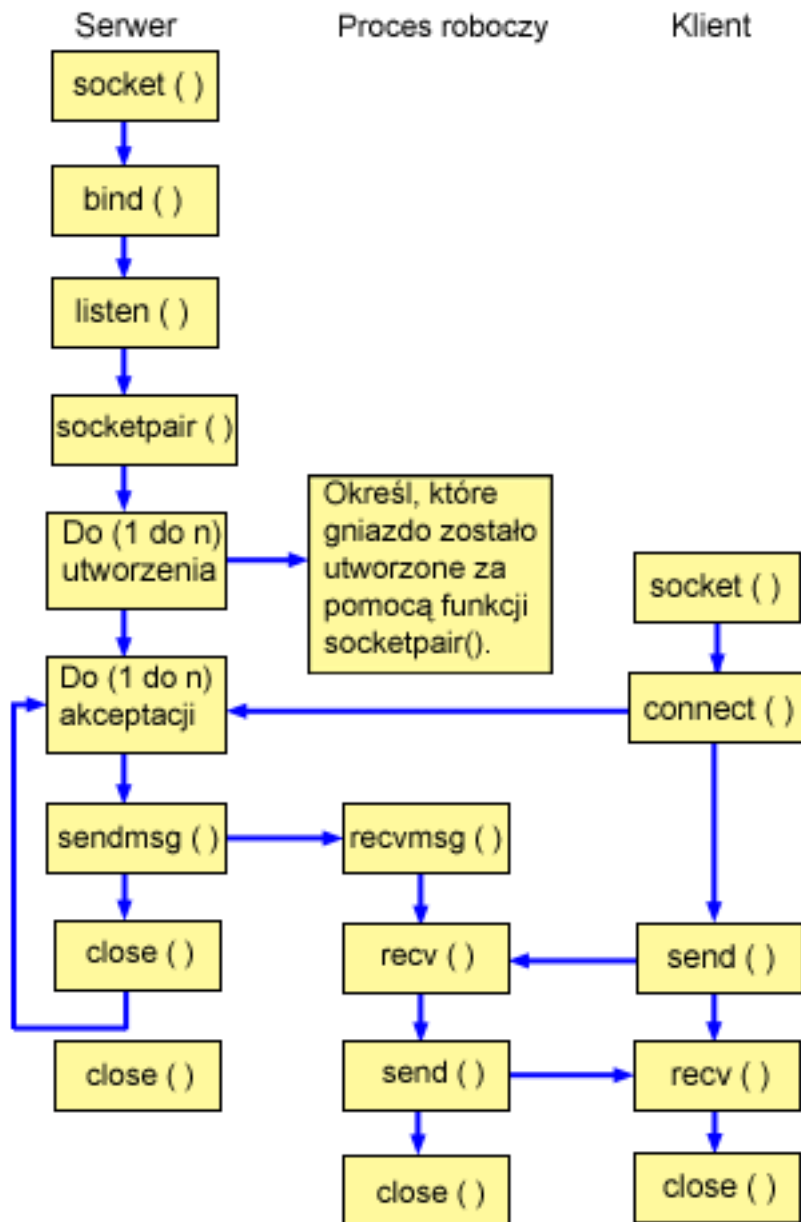 Serwer
Proces roboczy
Klient
socket ( )
bind ( )
listen ( )
socketpair ( )
Do (1 do n)
utworzenia
Określ, które
gniazdo zostało
utworzone za
pomocą funkcji
socketpair().
socket ( )
Do (1 do n)
akceptacji
connect ( )
sendmsg ( )
recvmsg ( )
close ( )
recv ( )
send ( )
close ( )
send ( )
recv ( )
close ( )
close ( )